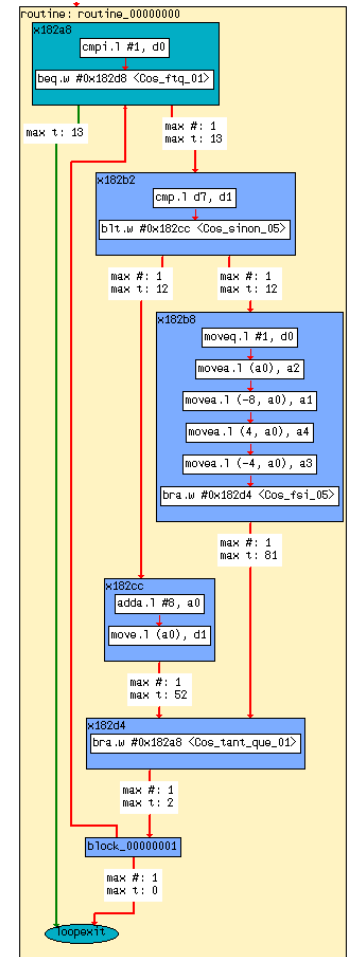 routine: routine_00000000
x182a8
cmpi.l #1, d0
beq.w #0x182d8 <Cos_ftq_01>
max t: 13
max #: 1
max t: 13
x182b2
cmp.l d7, d1
blt.w #0x182cc <Cos_sinon_05>
max #: 1
max t: 12
max #: 1
max t: 12
x182b8
moveq.l #1, d0
movea.l (a0), a2
movea.l (-8, a0), a1
movea.l (4, a0), a4
movea.l (-4, a0), a3
bra.w #0x182d4 <Cos_fsi_05>
max #: 1
max t: 81
x182cc
adda.l #8, a0
move.l (a0), d1
max #: 1
max t: 52
x182d4
bra.w #0x182a8 <Cos_tant_que_01>
max #: 1
max t: 2
block_00000001
max #: 1
max t: 0
loopexit